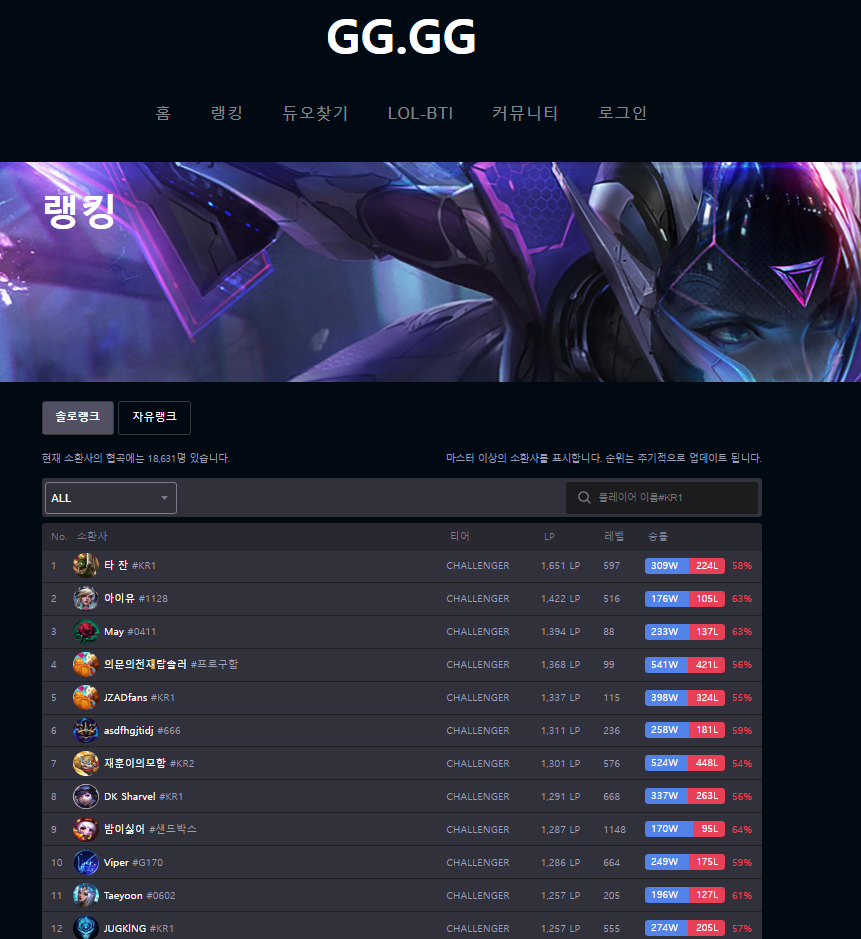 GG.GG
홈 랭킹 듀오찾기 LOL-BTI 커뮤니티 로그인
랭킹
솔로랭크 자유랭크
현재 소환사의 협곡에는 18,631명 있습니다. 마스터 이상의 소환사를 표시합니다. 순위는 주기적으로 업데이트 됩니다.
ALL 플레이어 이름#KR1
No. 소환사 티어 LP 레벨 승률
1 타 잔 #KR1 CHALLENGER 1,651 LP 597 309W 224L 58%
2 아이유 #1128 CHALLENGER 1,422 LP 516 176W 105L 63%
3 May #0411 CHALLENGER 1,394 LP 88 233W 137L 63%
4 의문의천재탑솔러 #프로구함 CHALLENGER 1,368 LP 99 541W 421L 56%
5 JZADfans #KR1 CHALLENGER 1,337 LP 115 398W 324L 55%
6 asdfhgjtidj #666 CHALLENGER 1,311 LP 236 258W 181L 59%
7 재훈이의모험 #KR2 CHALLENGER 1,301 LP 576 524W 448L 54%
8 DK Sharvel #KR1 CHALLENGER 1,291 LP 668 337W 263L 56%
9 밤이싫어 #샌드박스 CHALLENGER 1,287 LP 1148 170W 95L 64%
10 Viper #G170 CHALLENGER 1,286 LP 664 249W 175L 59%
11 Taeyoon #0602 CHALLENGER 1,257 LP 205 196W 127L 61%
12 JUGKlNG #KR1 CHALLENGER 1,257 LP 555 274W 205L 57%